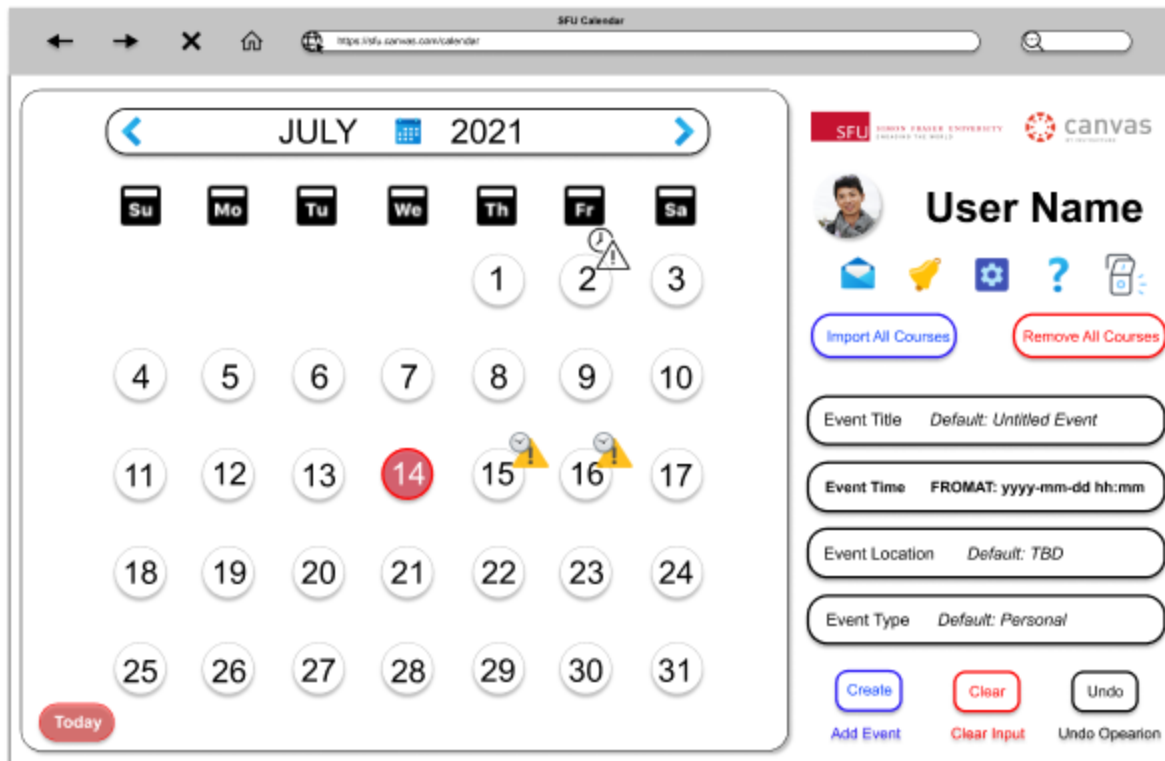 SFU Calendar
https://sfu.canvas.com/calendar
JULY 2021
Su Mo Tu We Th Fr Sa
1 2 3
4 5 6 7 8 9 10
11 12 13 14 15 16 17
18 19 20 21 22 23 24
25 26 27 28 29 30 31
Today
SFU SIMON FRASER UNIVERSITY
ENGAGING THE WORLD
canvas
User Name
Import All Courses Remove All Courses
Event Title Default: Untitled Event
Event Time FROMAT: yyyy-mm-dd hh:mm
Event Location Default: TBD
Event Type Default: Personal
Create Clear Undo
Add Event Clear Input Undo Opearion